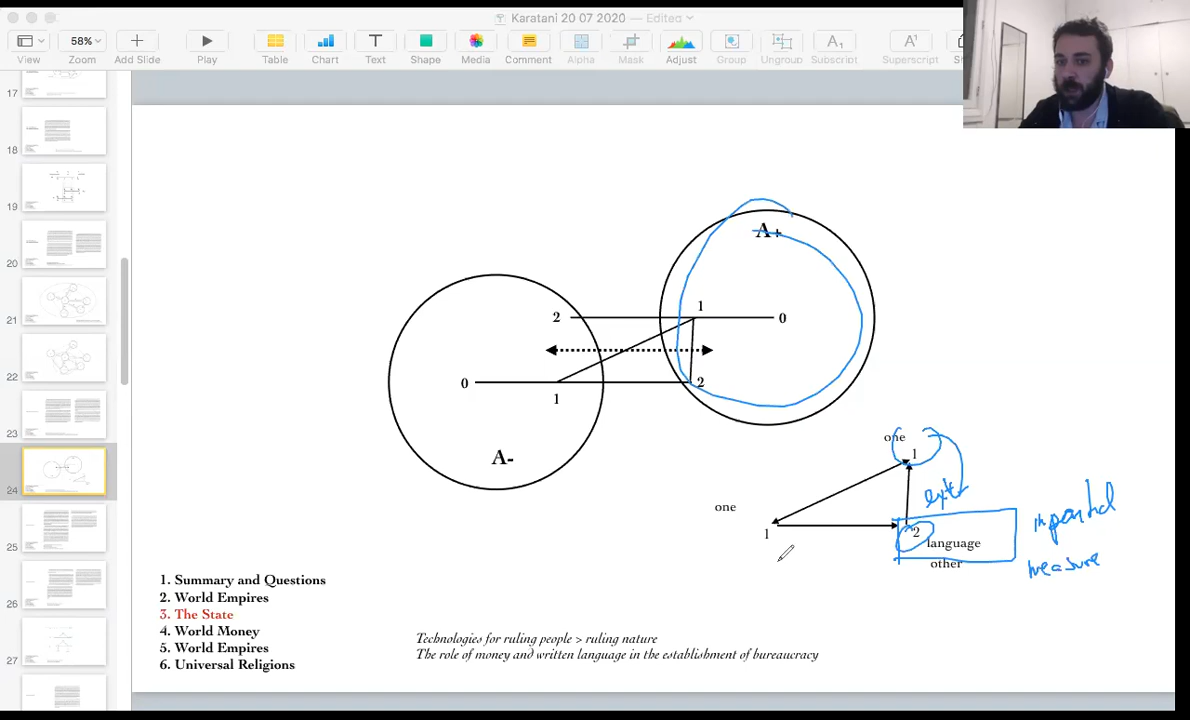 Karatani 20 07 2020 — Edited
58%
View
Zoom
Add Slide
Play
Table
Chart
Text
Shape
Media
Comment
Alpha
Mask
Adjust
Group
Ungroup
Subscript
Superscript
17
18
19
20
21
22
23
24
25
26
27
A+
1
2
0
0
2
1
A-
one
1
ext
one
1
2
language
other
impartial
measure
1. Summary and Questions
2. World Empires
3. The State
4. World Money
5. World Empires
6. Universal Religions
Technologies for ruling people > ruling nature
The role of money and written language in the establishment of bureaucracy